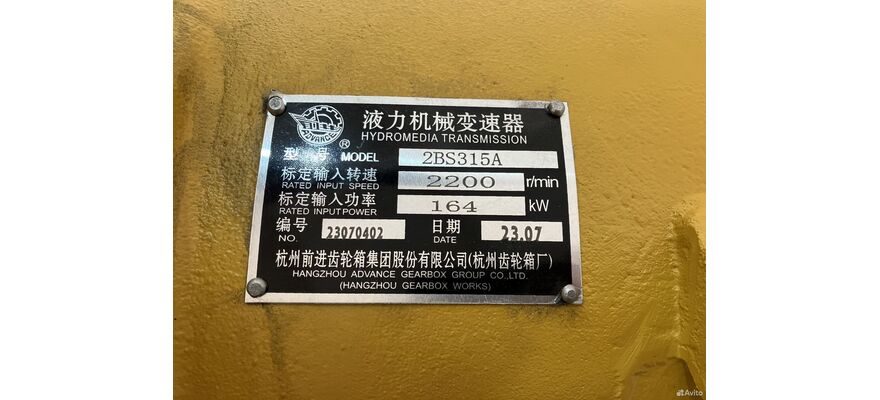 液力机械变速器
HYDROMEDIA TRANSMISSION
ADVANCE ®
型号 MODEL 2BS315A
标定输入转速 2200 r/min
RATED INPUT SPEED
标定输入功率 164 kW
RATED INPUT POWER
编号 23070402 日期 23.07
NO. DATE
杭州前进齿轮箱集团股份有限公司(杭州齿轮箱厂)
HANGZHOU ADVANCE GEARBOX GROUP CO.,LTD.
(HANGZHOU GEARBOX WORKS)
Avito